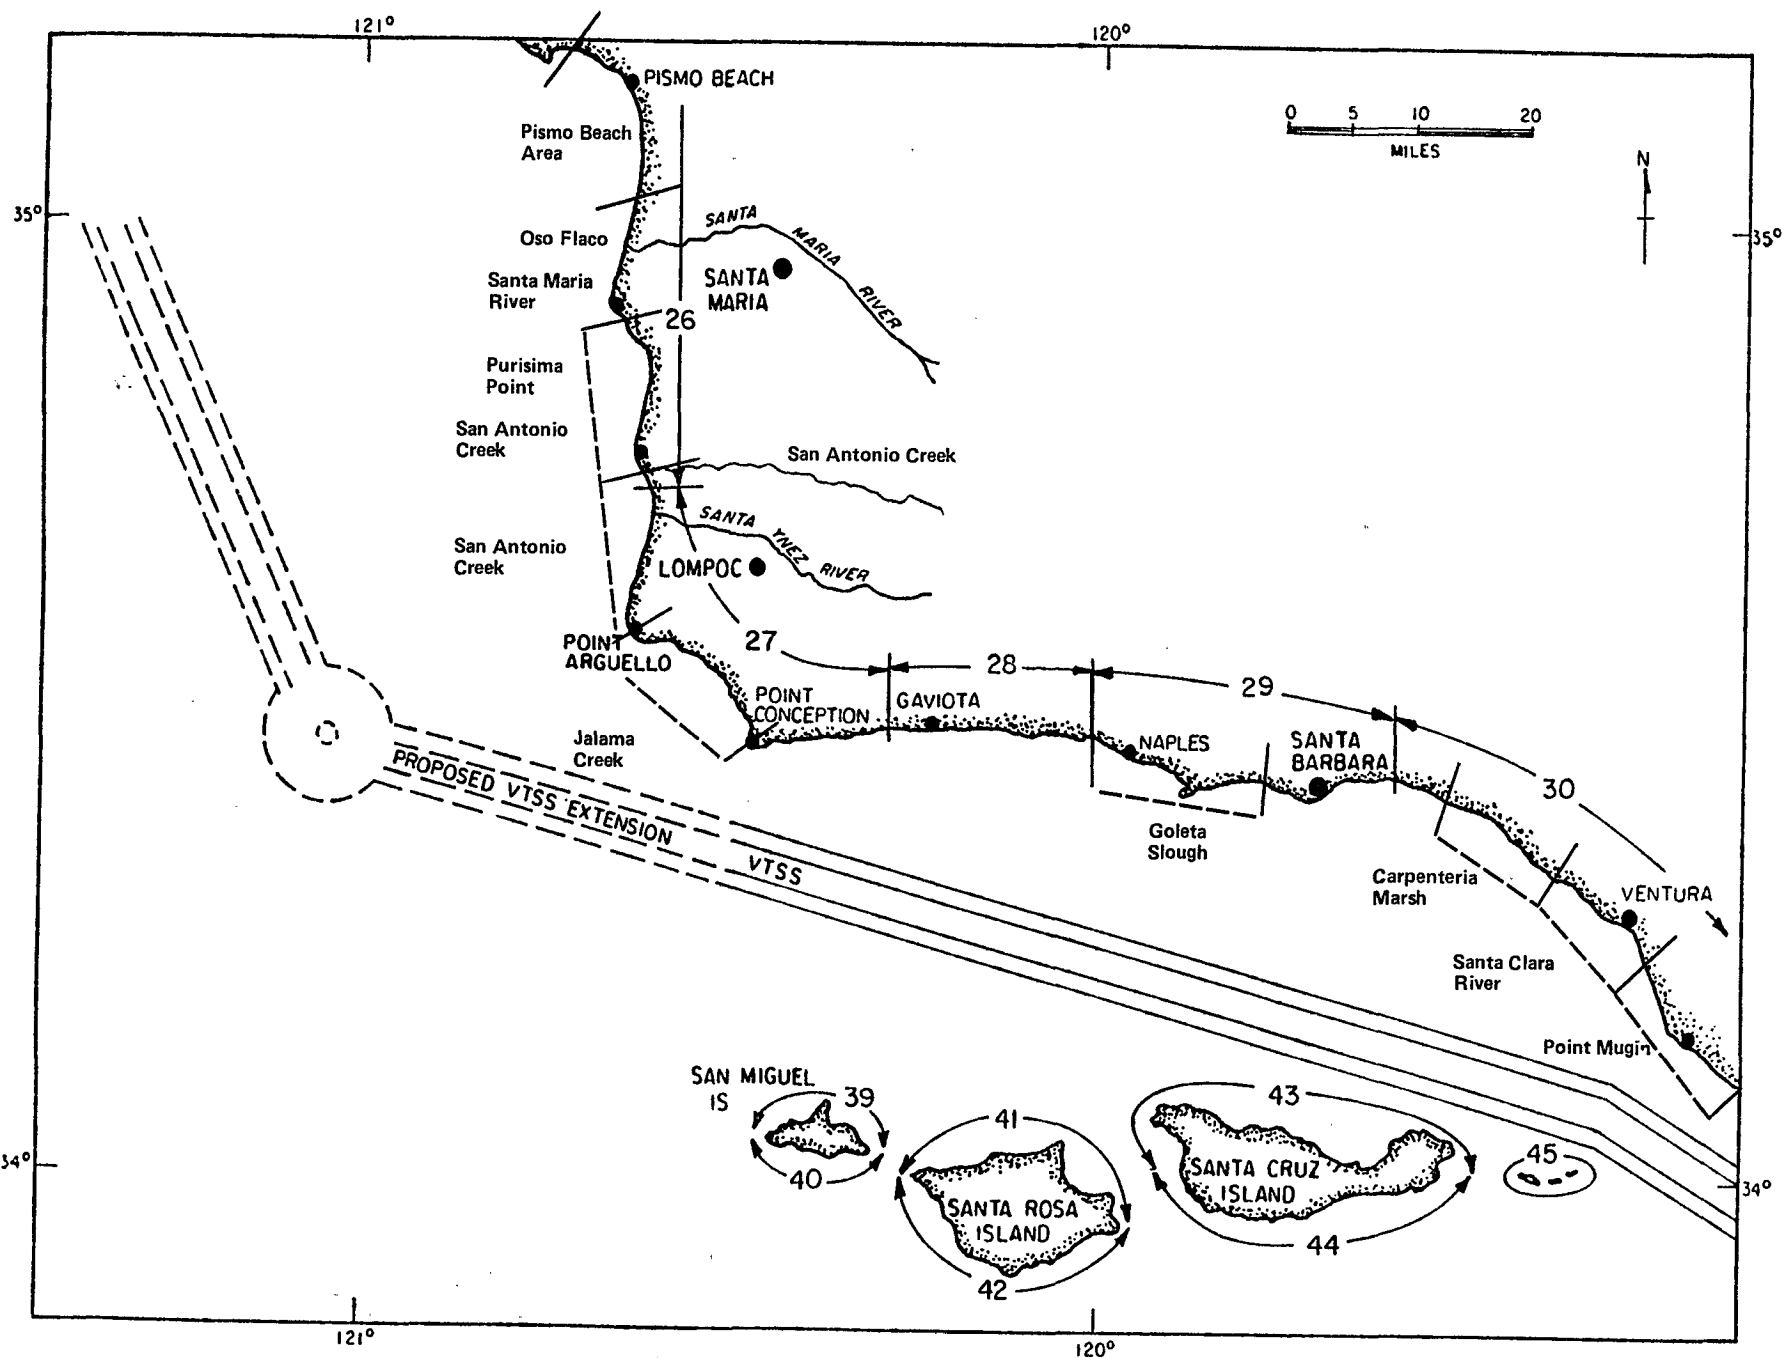 121°
120°
PISMO BEACH
0 5 10 20
MILES
Pismo Beach
Area
N
35°
SANTA
MARIA
RIVER
35°
Oso Flaco
SANTA
MARIA
Santa Maria
River
26
Purisima
Point
San Antonio
Creek
San Antonio Creek
SANTA
YNEZ
RIVER
San Antonio
Creek
LOMPOC
27
POINT
ARGUELLO
28
29
POINT
CONCEPTION
GAVIOTA
NAPLES
SANTA
BARBARA
Jalama
Creek
30
PROPOSED VTSS EXTENSION
VTSS
Goleta
Slough
Carpenteria
Marsh
VENTURA
Santa Clara
River
Point Mugin
SAN MIGUEL
IS
39
40
41
43
45
34°
SANTA CRUZ
ISLAND
34°
SANTA ROSA
ISLAND
44
42
121°
120°